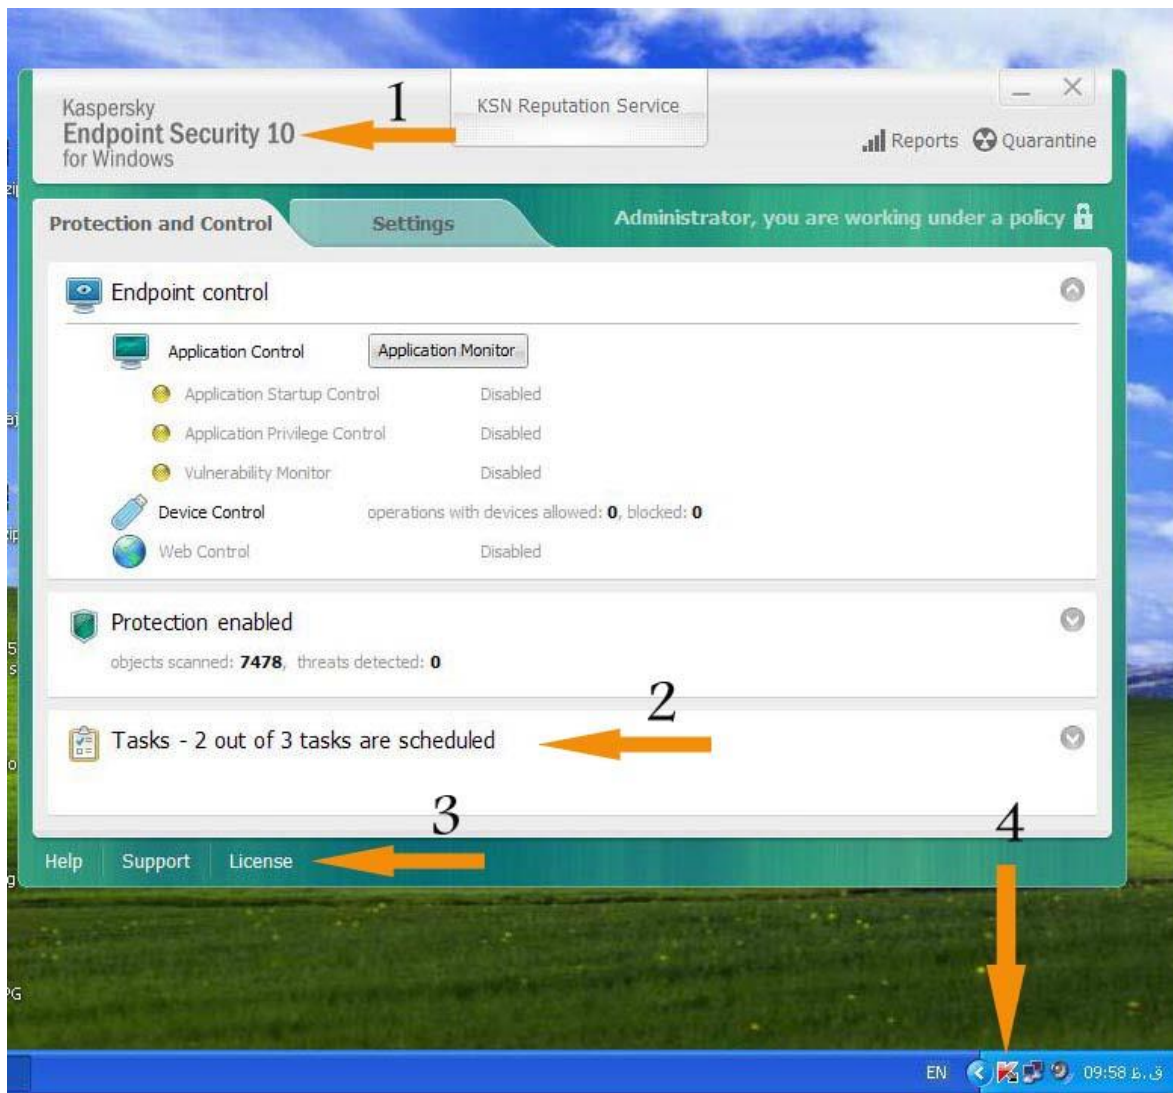 1
Kaspersky
Endpoint Security 10
for Windows
KSN Reputation Service
Reports Quarantine
Protection and Control
Settings
Administrator, you are working under a policy
Endpoint control
Application Control Application Monitor
Application Startup Control Disabled
Application Privilege Control Disabled
Vulnerability Monitor Disabled
Device Control operations with devices allowed: 0, blocked: 0
Web Control Disabled
Protection enabled
objects scanned: 7478, threats detected: 0
2
Tasks - 2 out of 3 tasks are scheduled
3
4
Help Support License
EN 09:58 ق.ظ